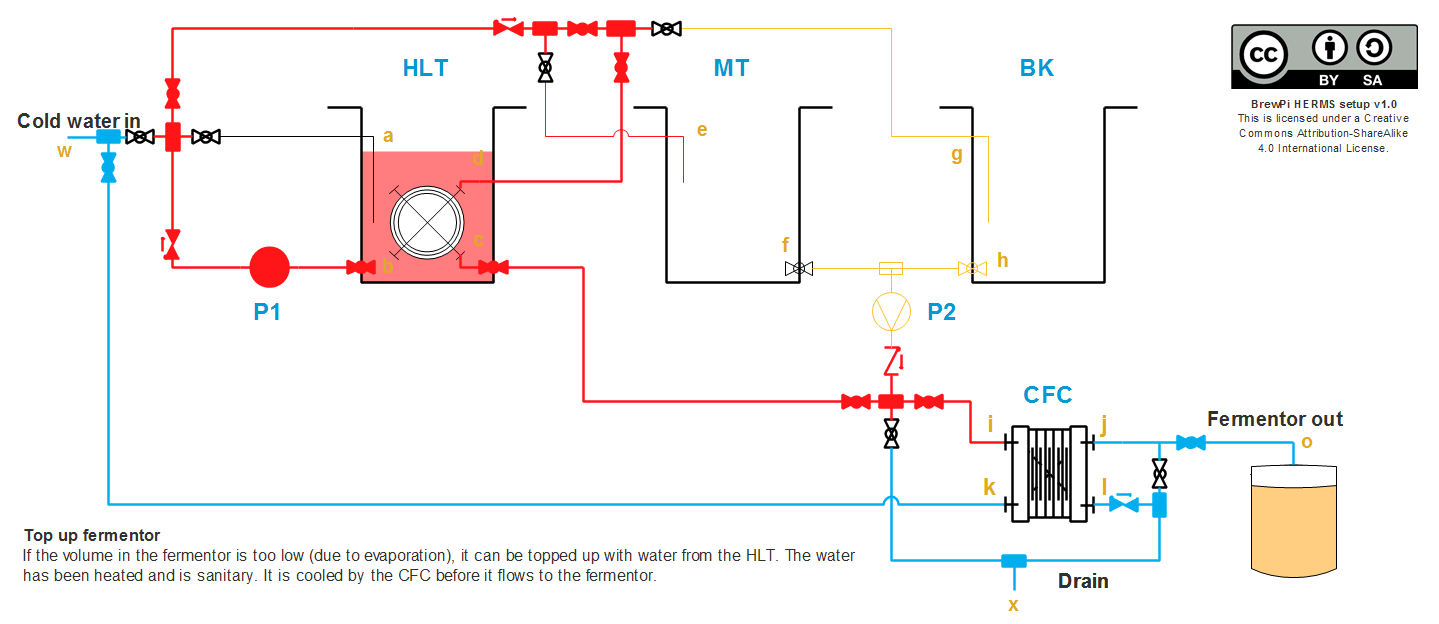 HLT
MT
BK
cc
BY SA
BrewPi HERMS setup v1.0
This is licensed under a Creative
Commons Attribution-ShareAlike
4.0 International License.
Cold water in
w
a
b
c
d
e
f
g
h
P1
P2
CFC
i
j
k
l
Fermentor out
o
Drain
x
Top up fermentor
If the volume in the fermentor is too low (due to evaporation), it can be topped up with water from the HLT. The water
has been heated and is sanitary. It is cooled by the CFC before it flows to the fermentor.